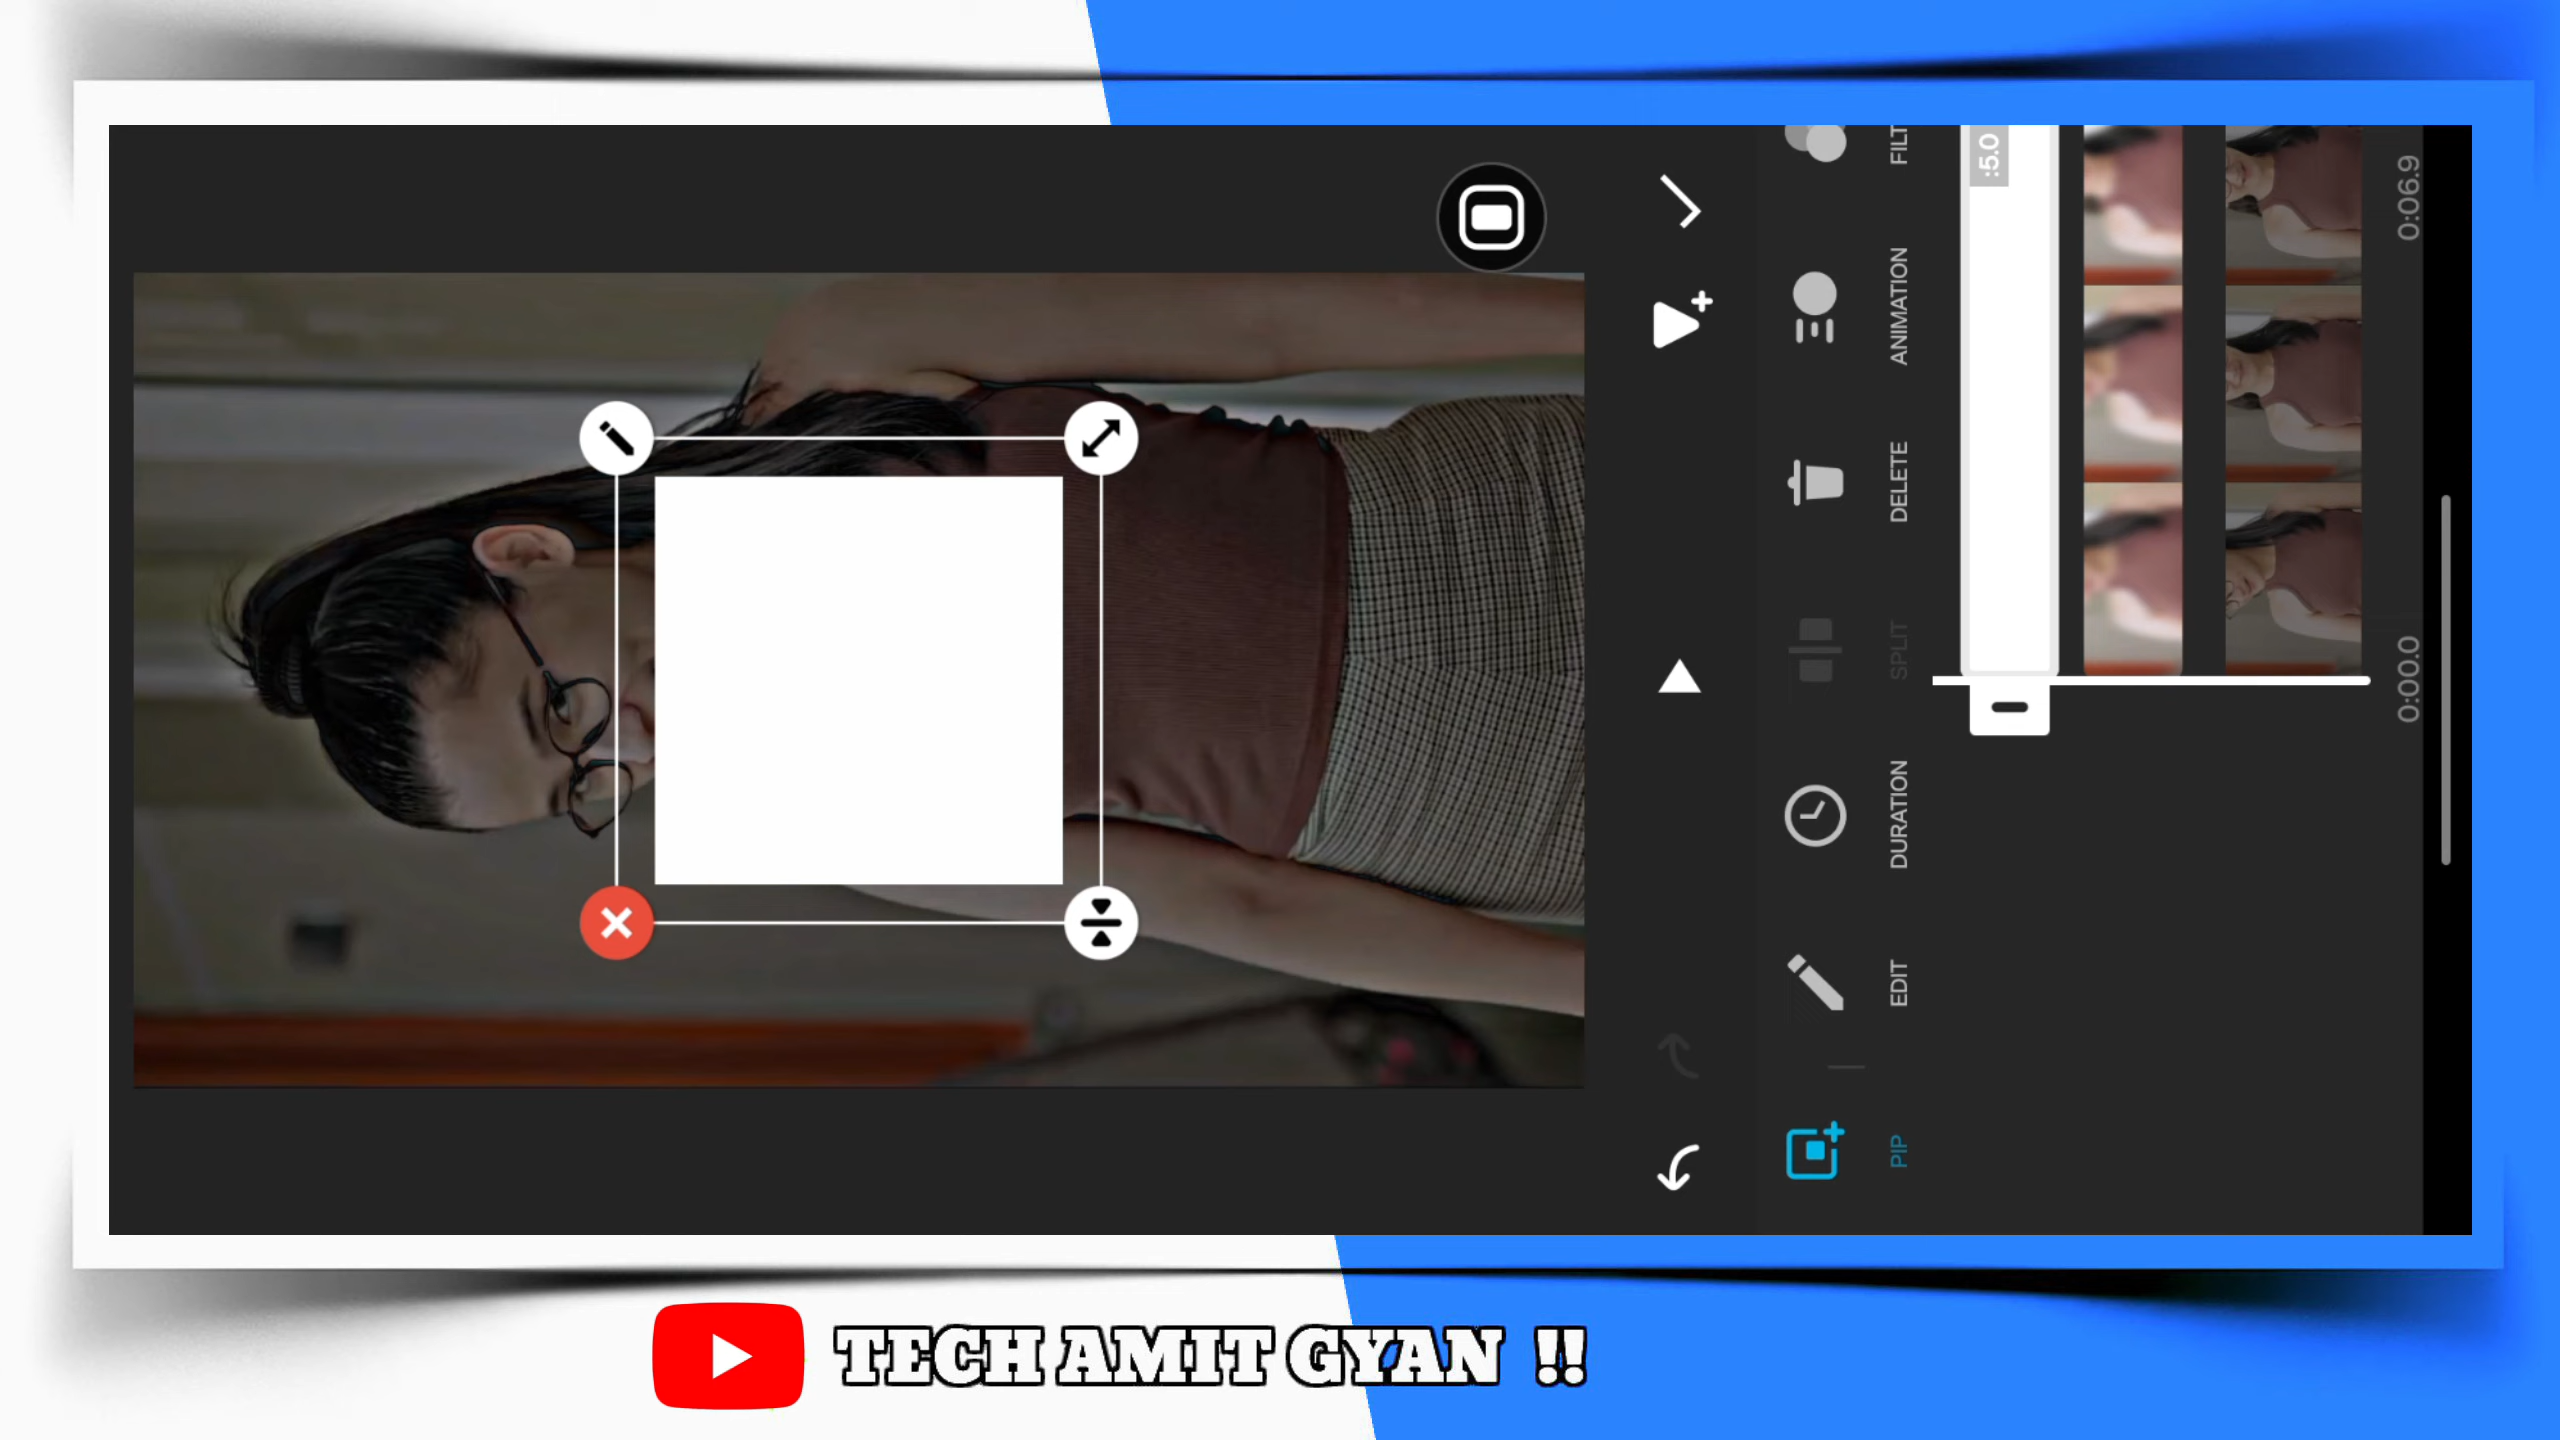 FILT
ANIMATION
DELETE
SPLIT
DURATION
EDIT
PIP
:5.0
0:06.9
0:00.0
TECH AMIT GYAN !!